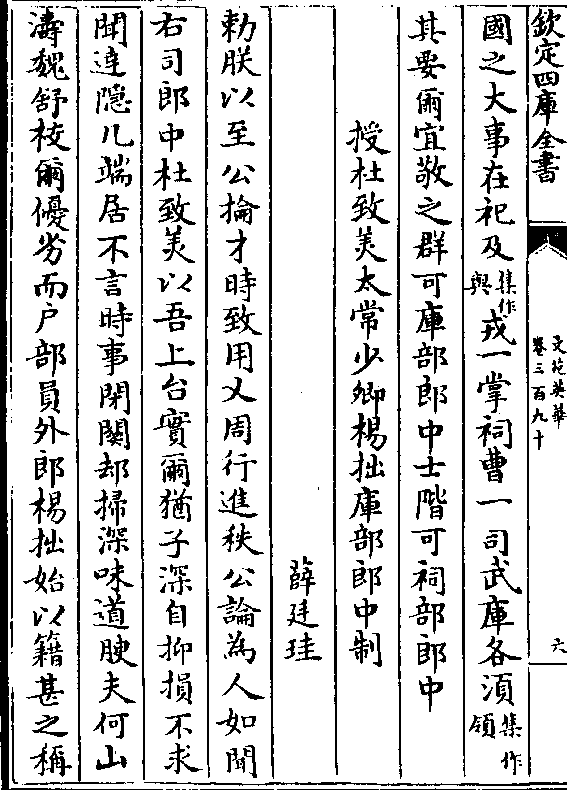 欽定四庫全書
文苑英華
卷三百九十
六
國之大事在祀及集作與戎一掌祠曹一司武庫各湏集作領
其要爾宜敬之群可庫部郎中士階可祠部郎中
授杜致美太常少卿楊拙庫部郎中制
薛廷珪
勅朕以至公掄才時致用乂周行進秩公論為人如聞
右司郎中杜致美以吾上台實爾猶子深自抑損不求
聞達隱几端居不言時事閉關却掃深味道腴夫何山
濤魏舒校爾優劣而户部員外郎楊拙始以籍甚之稱